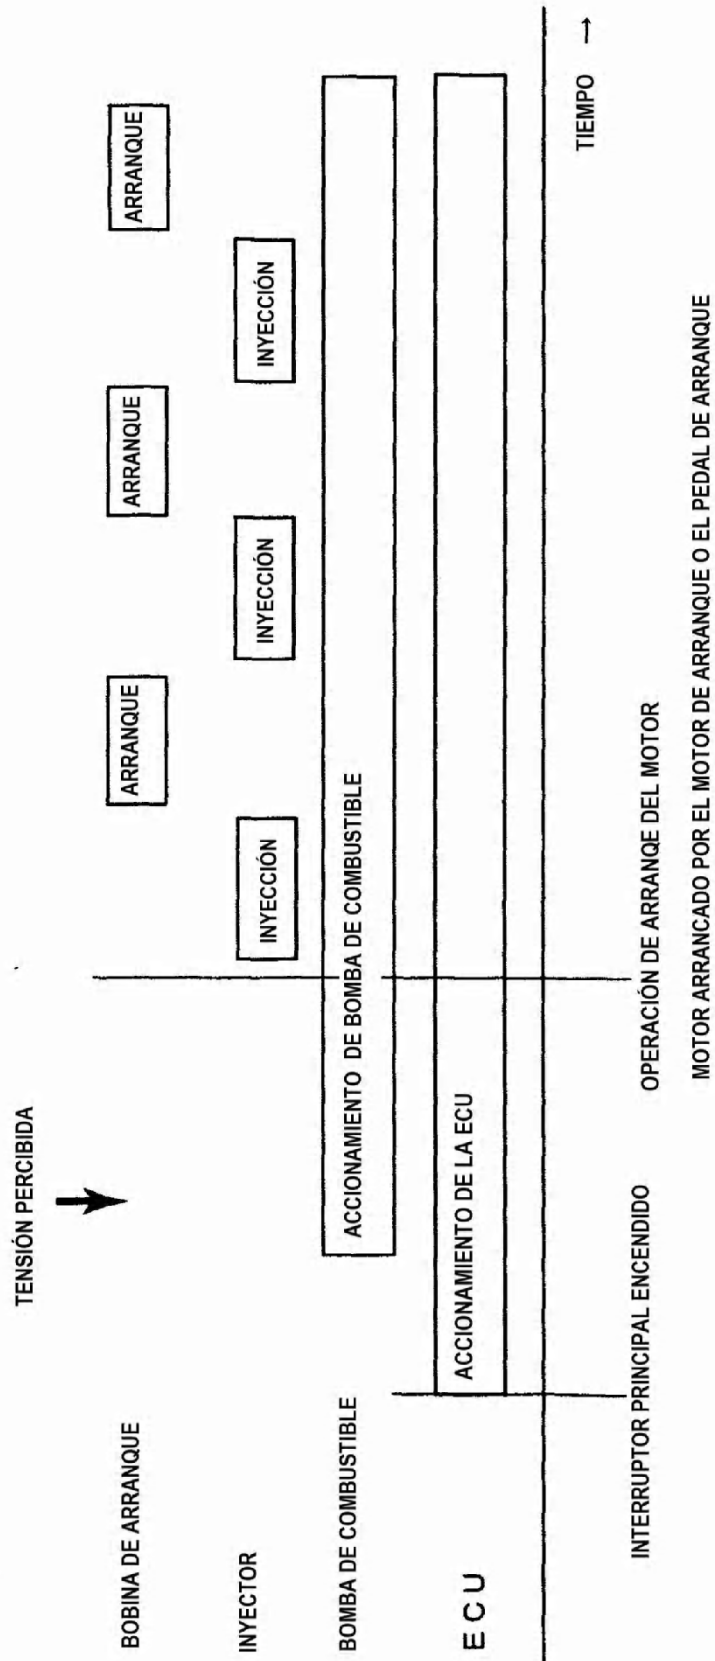 TENSIÓN PERCIBIDA
BOBINA DE ARRANQUE
ARRANQUE
ARRANQUE
ARRANQUE
INYECTOR
INYECCIÓN
INYECCIÓN
INYECCIÓN
BOMBA DE COMBUSTIBLE
ACCIONAMIENTO DE BOMBA DE COMBUSTIBLE
ECU
ACCIONAMIENTO DE LA ECU
TIEMPO →
INTERRUPTOR PRINCIPAL ENCENDIDO
OPERACIÓN DE ARRANQE DEL MOTOR
MOTOR ARRANCADO POR EL MOTOR DE ARRANQUE O EL PEDAL DE ARRANQUE